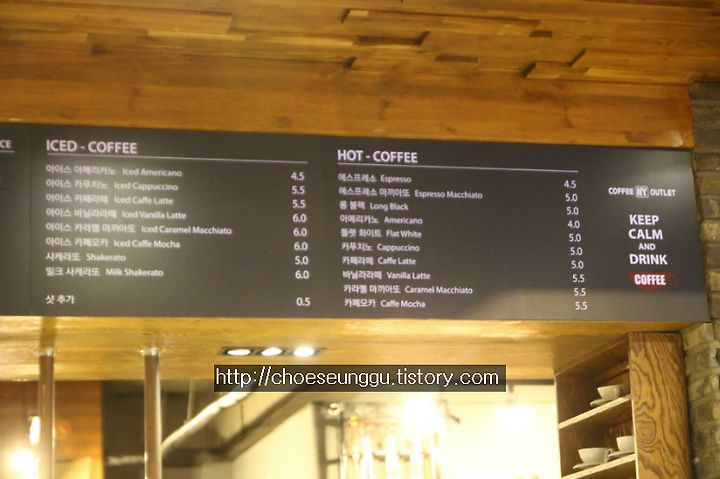 CE
ICED - COFFEE
아이스 아메리카노 Iced Americano 4.5
아이스 카푸치노 Iced Cappuccino 5.5
아이스 카페라떼 Iced Caffe Latte 5.5
아이스 바닐라라떼 Iced Vanilla Latte 6.0
아이스 카라멜 마끼아또 Iced Caramel Macchiato 6.0
아이스 카페모카 Iced Caffe Mocha 6.0
사케라또 Shakerato 5.0
밀크 사케라또 Milk Shakerato 6.0
샷 추가 0.5
HOT - COFFEE
에스프레소 Espresso 4.5
에스프레소 마끼아또 Espresso Macchiato 5.0
롱 블랙 Long Black 5.0
아메리카노 Americano 4.0
플랫 화이트 Flat White 5.0
카푸치노 Cappuccino 5.0
카페라떼 Caffe Latte 5.0
바닐라라떼 Vanilla Latte 5.5
카라멜 마끼아또 Caramel Macchiato 5.5
카페모카 Caffe Mocha 5.5
COFFEE NY OUTLET
KEEP
CALM
AND
DRINK
COFFEE
http://choeseunggu.tistory.com